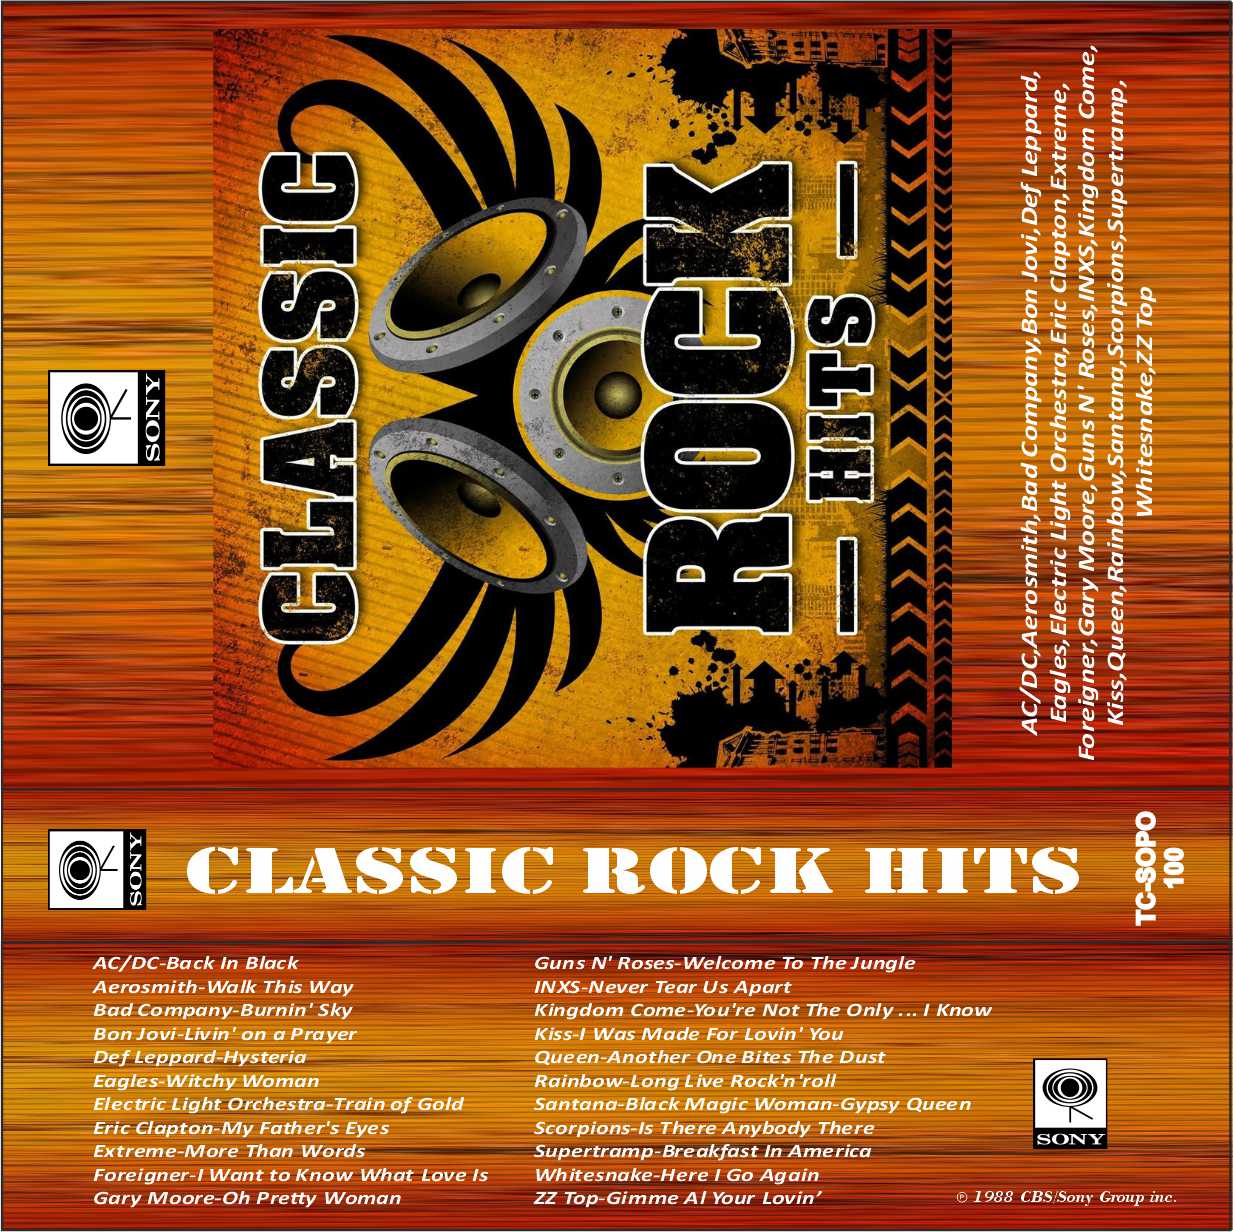 CLASSIC
ROCK
HITS
SONY
AC/DC,Aerosmith,Bad Company,Bon Jovi,Def Leppard,
Eagles,Electric Light Orchestra,Eric Clapton,Extreme,
Foreigner,Gary Moore,Guns N' Roses,INXS,Kingdom Come,
Kiss,Queen,Rainbow,Santana,Scorpions,Supertramp,
Whitesnake,ZZ Top
SONY
CLASSIC ROCK HITS
TC-SOPO
100
AC/DC-Back In Black
Aerosmith-Walk This Way
Bad Company-Burnin' Sky
Bon Jovi-Livin' on a Prayer
Def Leppard-Hysteria
Eagles-Witchy Woman
Electric Light Orchestra-Train of Gold
Eric Clapton-My Father's Eyes
Extreme-More Than Words
Foreigner-I Want to Know What Love Is
Gary Moore-Oh Pretty Woman
Guns N' Roses-Welcome To The Jungle
INXS-Never Tear Us Apart
Kingdom Come-You're Not The Only ... I Know
Kiss-I Was Made For Lovin' You
Queen-Another One Bites The Dust
Rainbow-Long Live Rock'n'roll
Santana-Black Magic Woman-Gypsy Queen
Scorpions-Is There Anybody There
Supertramp-Breakfast In America
Whitesnake-Here I Go Again
ZZ Top-Gimme Al Your Lovin’
SONY
℗ 1988 CBS/Sony Group inc.